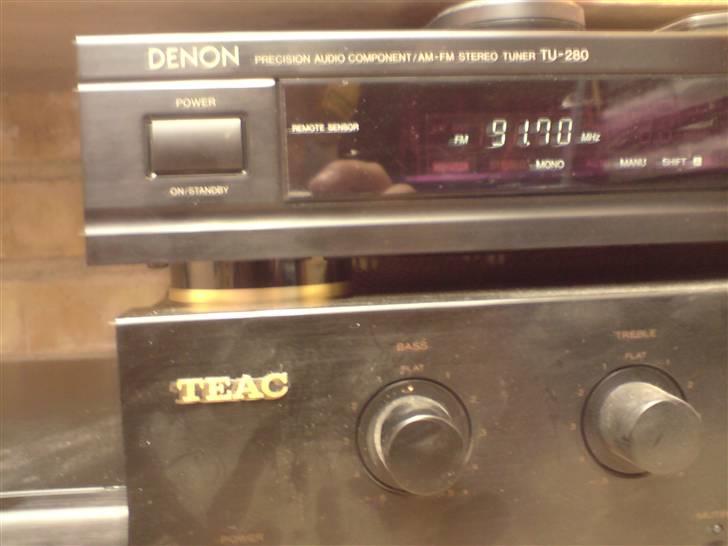 DENON PRECISION AUDIO COMPONENT/AM-FM STEREO TUNER TU-280
POWER
REMOTE SENSOR
FM 91.70 MHz
MONO MANU SHIFT
ON/STANDBY
TREBLE
BASS
FLAT
FLAT
TEAC
POWER